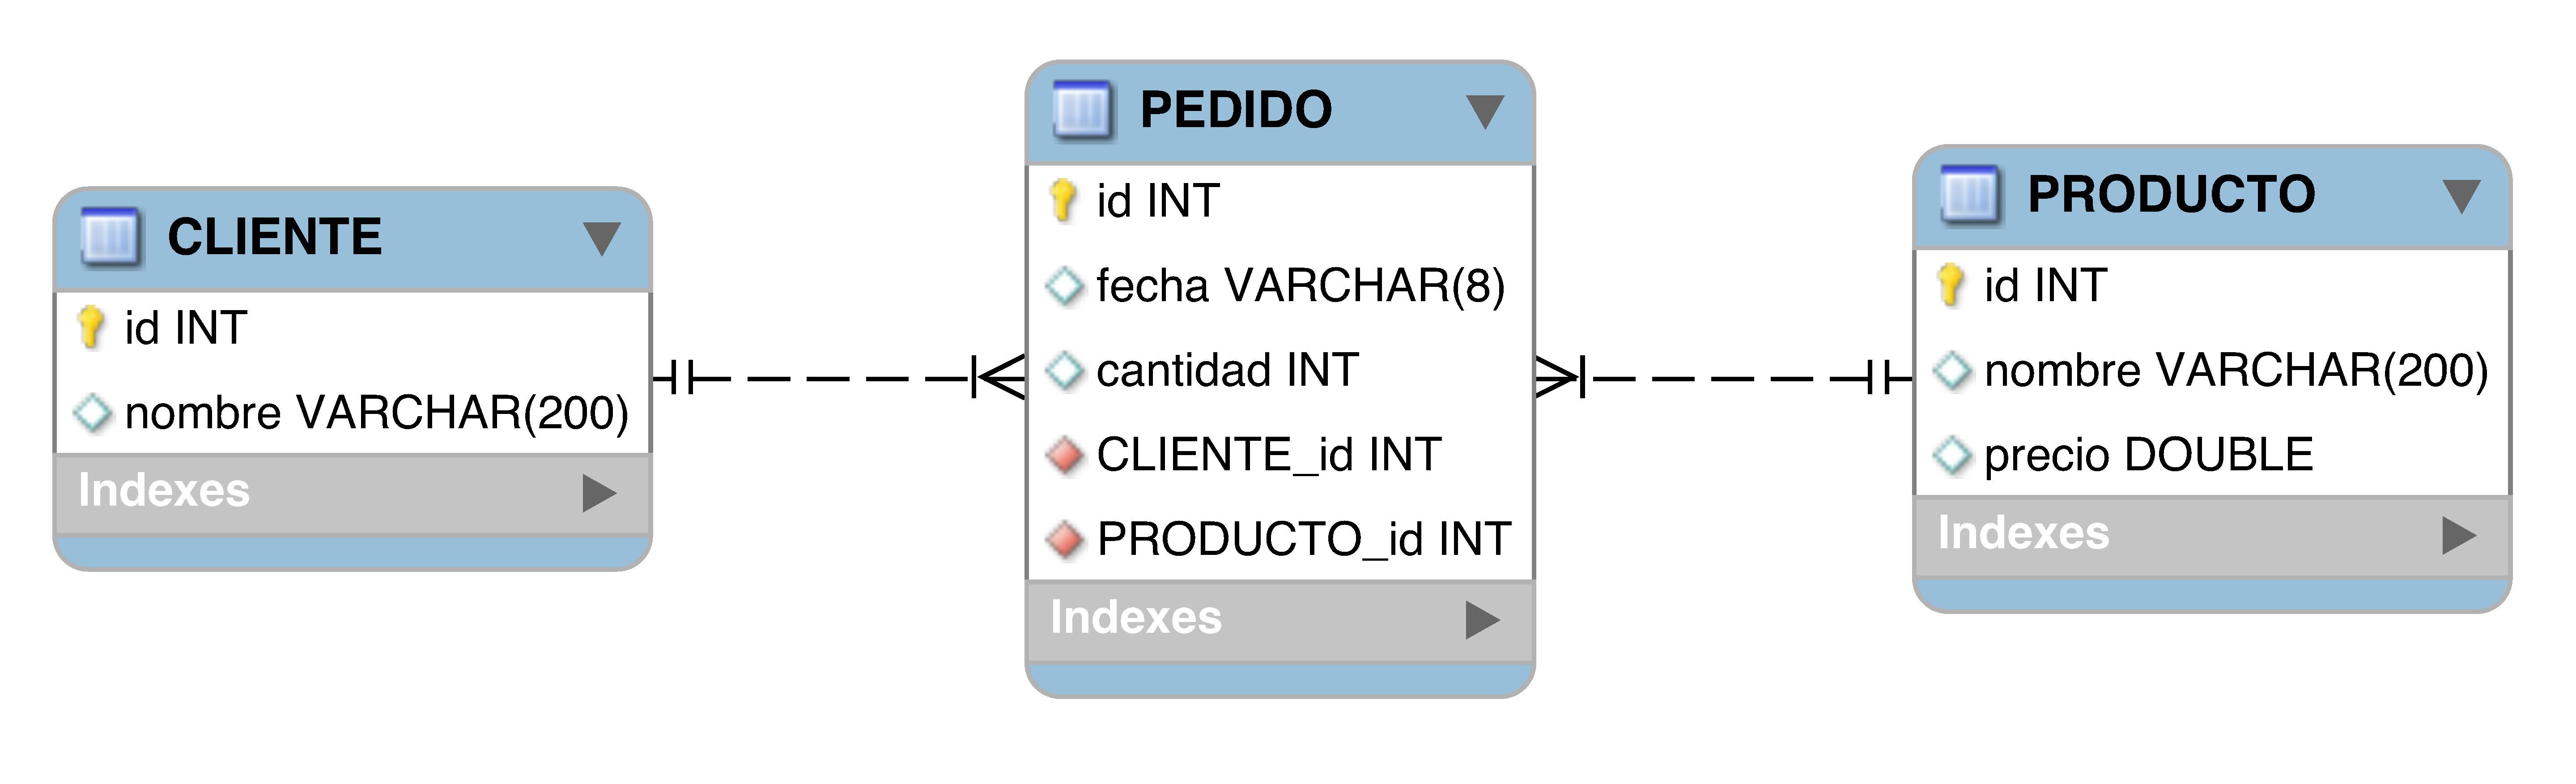 CLIENTE
id INT
nombre VARCHAR(200)
Indexes
PEDIDO
id INT
fecha VARCHAR(8)
cantidad INT
CLIENTE_id INT
PRODUCTO_id INT
Indexes
PRODUCTO
id INT
nombre VARCHAR(200)
precio DOUBLE
Indexes